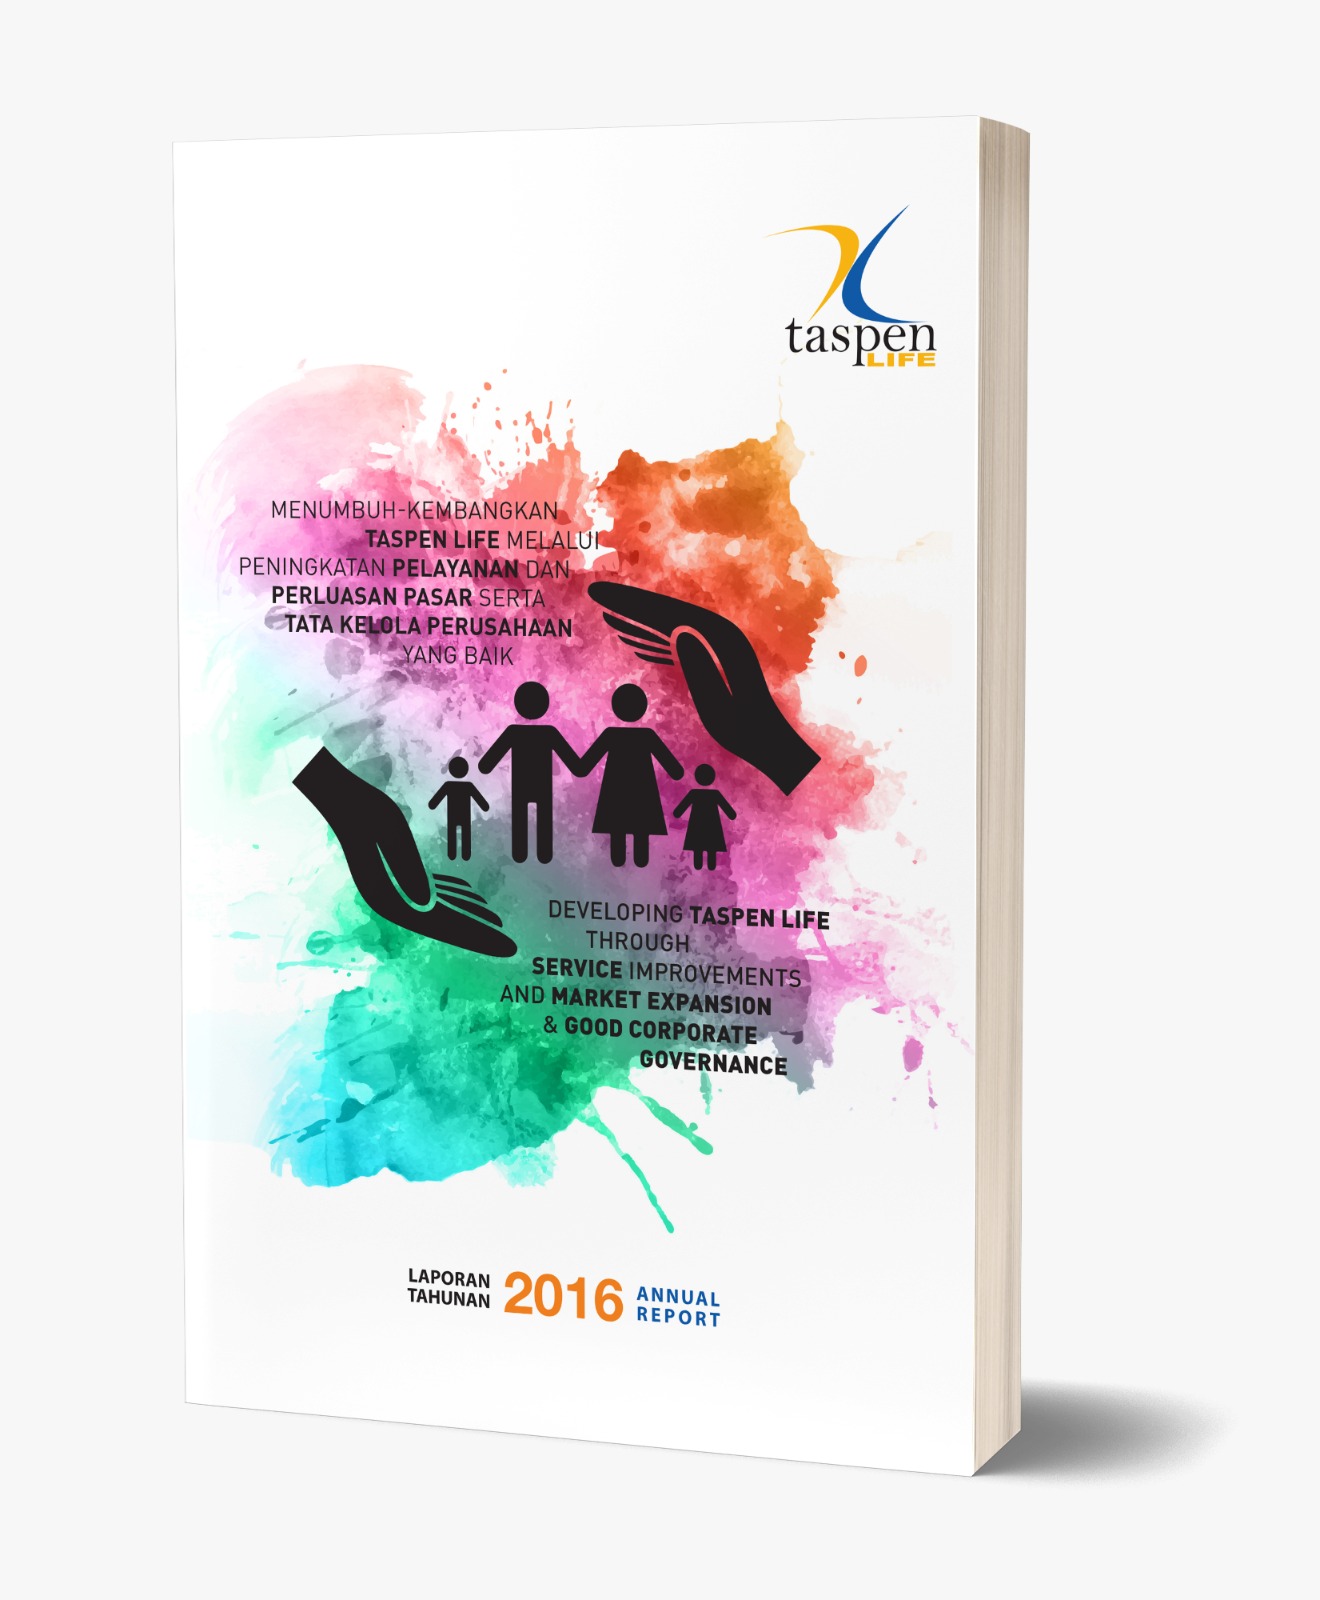 taspen
LIFE
MENUMBUH-KEMBANGKAN
TASPEN LIFE MELALUI
PENINGKATAN PELAYANAN DAN
PERLUASAN PASAR SERTA
TATA KELOLA PERUSAHAAN
YANG BAIK
DEVELOPING TASPEN LIFE
THROUGH
SERVICE IMPROVEMENTS
AND MARKET EXPANSION
& GOOD CORPORATE
GOVERNANCE
LAPORAN
TAHUNAN
2016
ANNUAL
REPORT